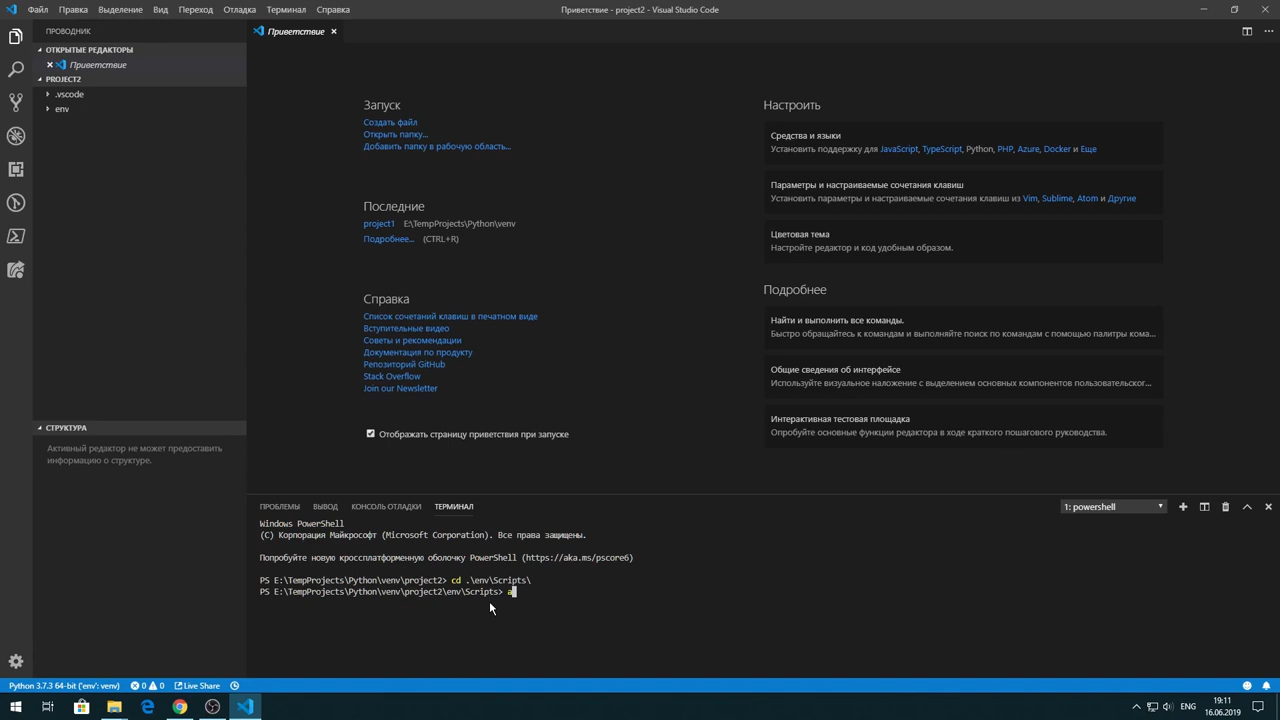 Файл Правка Выделение Вид Переход Отладка Терминал Справка
Приветствие - project2 - Visual Studio Code
ПРОВОДНИК
ОТКРЫТЫЕ РЕДАКТОРЫ
Приветствие
PROJECT2
.vscode
env
СТРУКТУРА
Активный редактор не может предоставить
информацию о структуре.
Приветствие
Запуск
Создать файл
Открыть папку...
Добавить папку в рабочую область...
Последние
project1 E:\TempProjects\Python\venv
Подробнее... (CTRL+R)
Справка
Список сочетаний клавиш в печатном виде
Вступительные видео
Советы и рекомендации
Документация по продукту
Репозиторий GitHub
Stack Overflow
Join our Newsletter
Отображать страницу приветствия при запуске
Настроить
Средства и языки
Установить поддержку для JavaScript, TypeScript, Python, PHP, Azure, Docker и Еще
Параметры и настраиваемые сочетания клавиш
Установить параметры и настраиваемые сочетания клавиш из Vim, Sublime, Atom и Другие
Цветовая тема
Настройте редактор и код удобным образом.
Подробнее
Найти и выполнить все команды.
Быстро обращайтесь к командам и выполняйте поиск по командам с помощью палитры кома...
Общие сведения об интерфейсе
Используйте визуальное наложение с выделением основных компонентов пользовательског...
Интерактивная тестовая площадка
Опробуйте основные функции редактора в ходе краткого пошагового руководства.
ПРОБЛЕМЫ ВЫВОД КОНСОЛЬ ОТЛАДКИ ТЕРМИНАЛ
1: powershell
Windows PowerShell
(C) Корпорация Майкрософт (Microsoft Corporation). Все права защищены.
Попробуйте новую кроссплатформенную оболочку PowerShell (https://aka.ms/pscore6)
PS E:\TempProjects\Python\venv\project2> cd .\env\Scripts\
PS E:\TempProjects\Python\venv\project2\env\Scripts> a
Python 3.7.3 64-bit ('env': venv) 0 0 Live Share
ENG
19:11
16.06.2019